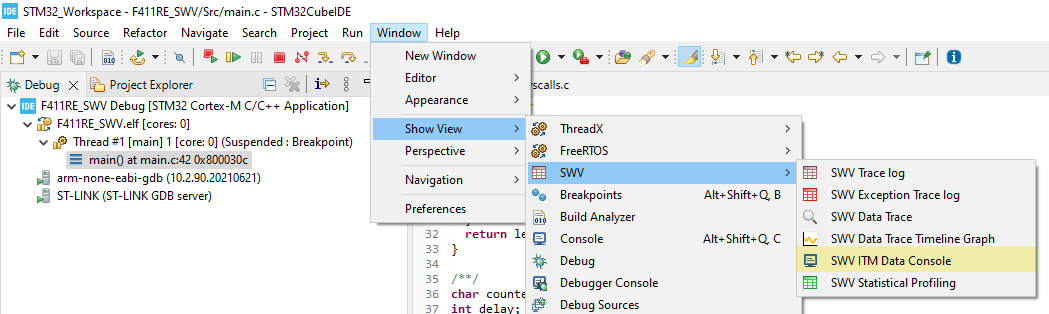 IDE STM32_Workspace - F411RE_SWV/Src/main.c - STM32CubeIDE
File Edit Source Refactor Navigate Search Project Run Window Help
New Window
Editor
Appearance
Show View
Perspective
Navigation
Preferences
Debug Project Explorer
IDE F411RE_SWV Debug [STM32 Cortex-M C/C++ Application]
F411RE_SWV.elf [cores: 0]
Thread #1 [main] 1 [core: 0] (Suspended : Breakpoint)
main() at main.c:42 0x800030c
arm-none-eabi-gdb (10.2.90.20210621)
ST-LINK (ST-LINK GDB server)
scalls.c
ThreadX
FreeRTOS
SWV
Breakpoints Alt+Shift+Q, B
Build Analyzer
Console Alt+Shift+Q, C
Debug
Debugger Console
Debug Sources
SWV Trace log
SWV Exception Trace log
SWV Data Trace
SWV Data Trace Timeline Graph
SWV ITM Data Console
SWV Statistical Profiling
32 return le
33 }
34
35 /**/
36 char counte
37 int delay;